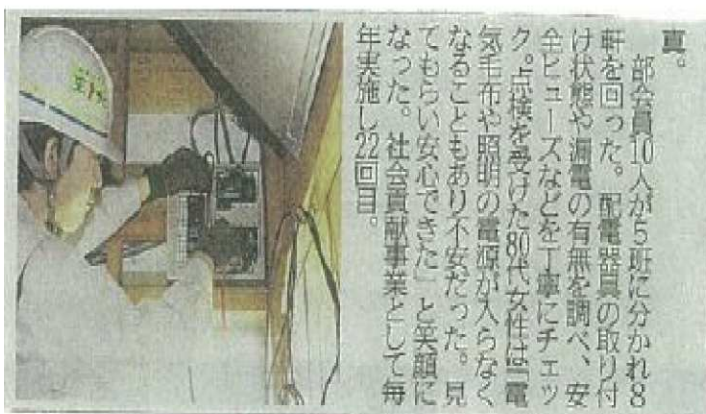 真。
部会員10人が5班に分かれ8
軒を回った。配電器具の取り付
け状態や漏電の有無を調べ、安
全ヒューズなどを丁寧にチェッ
ク。点検を受けた80代女性は「電
気毛布や照明の電源が入らなく
なることもあり不安だった。見
てもらい安心できた」と笑顔に
なった。社会貢献事業として毎
年実施し22回目。